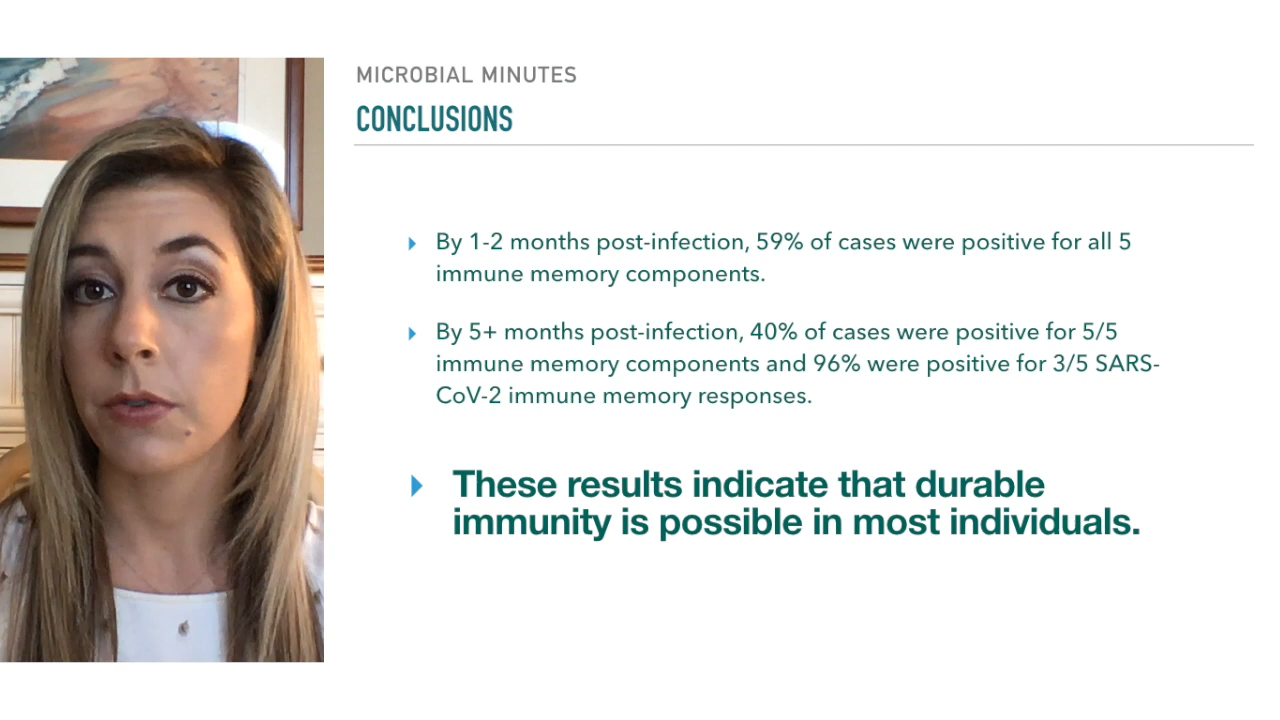 MICROBIAL MINUTES
CONCLUSIONS
By 1-2 months post-infection, 59% of cases were positive for all 5
immune memory components.
By 5+ months post-infection, 40% of cases were positive for 5/5
immune memory components and 96% were positive for 3/5 SARS-
CoV-2 immune memory responses.
These results indicate that durable
immunity is possible in most individuals.